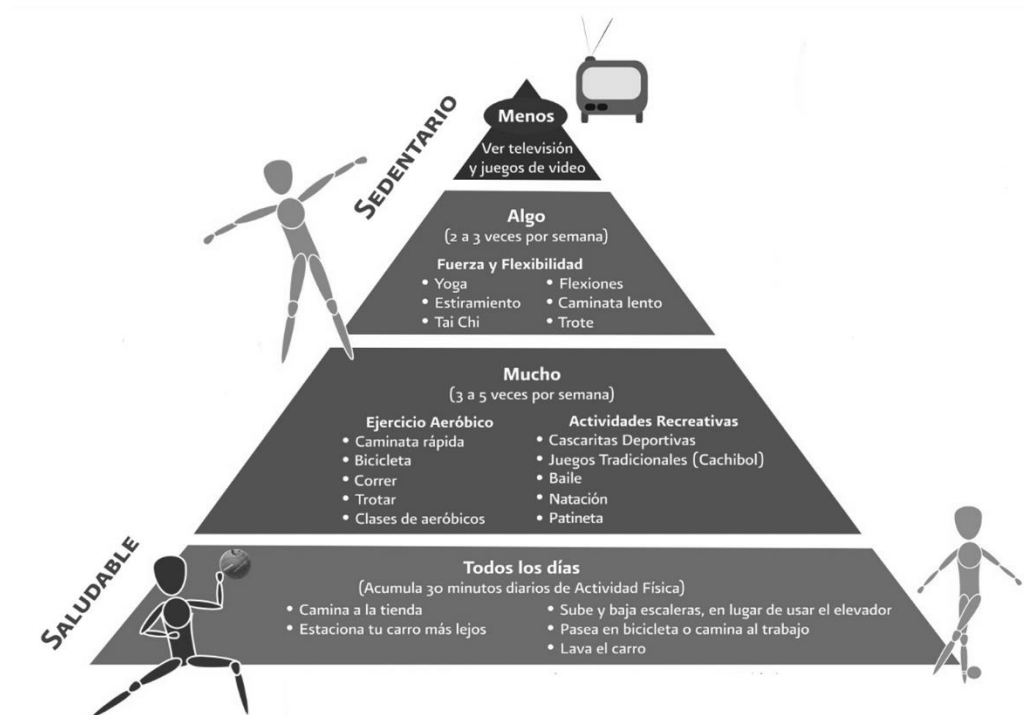 SEDENTARIO
Menos
Ver televisión
y juegos de video
Algo
(2 a 3 veces por semana)
Fuerza y Flexibilidad
• Yoga
• Estiramiento
• Tai Chi
• Flexiones
• Caminata lento
• Trote
Mucho
(3 a 5 veces por semana)
Ejercicio Aeróbico
• Caminata rápida
• Bicicleta
• Correr
• Trotar
• Clases de aeróbicos
Actividades Recreativas
• Cascaritas Deportivas
• Juegos Tradicionales (Cachibol)
• Baile
• Natación
• Patineta
SALUDABLE
Todos los días
(Acumula 30 minutos diarios de Actividad Física)
• Camina a la tienda
• Estaciona tu carro más lejos
• Sube y baja escaleras, en lugar de usar el elevador
• Pasea en bicicleta o camina al trabajo
• Lava el carro